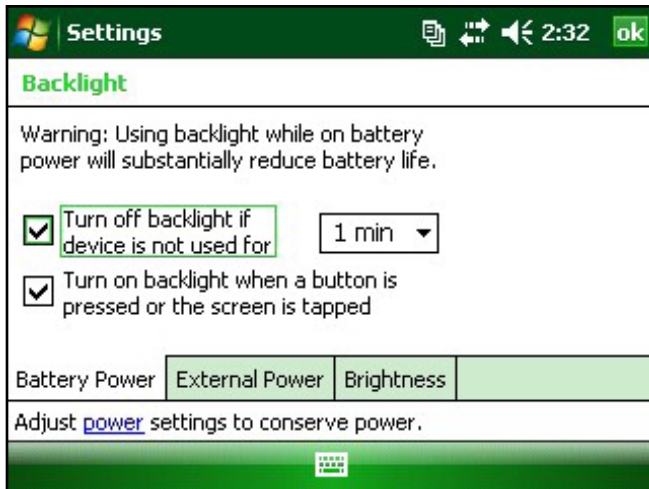 Settings 2:32 ok
Backlight
Warning: Using backlight while on battery
power will substantially reduce battery life.
Turn off backlight if
device is not used for
1 min
Turn on backlight when a button is
pressed or the screen is tapped
Battery Power External Power Brightness
Adjust power settings to conserve power.